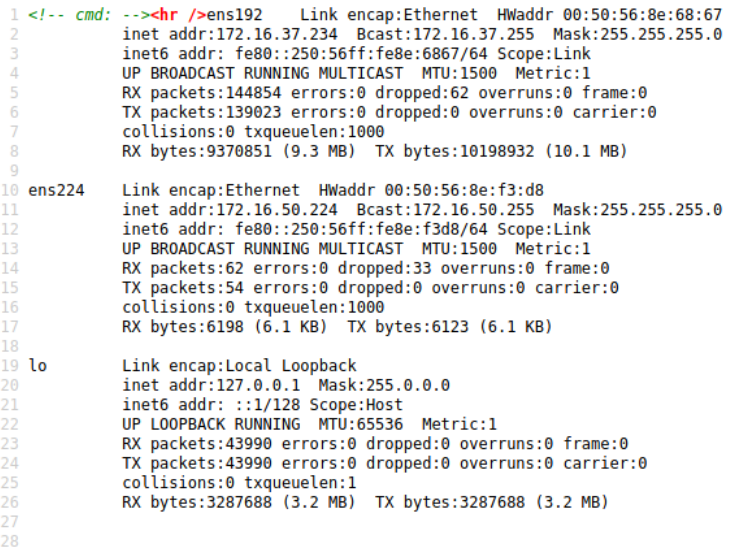 1 <!-- cmd: --><hr />ens192    Link encap:Ethernet  HWaddr 00:50:56:8e:68:67
2           inet addr:172.16.37.234  Bcast:172.16.37.255  Mask:255.255.255.0
3           inet6 addr: fe80::250:56ff:fe8e:6867/64 Scope:Link
4           UP BROADCAST RUNNING MULTICAST  MTU:1500  Metric:1
5           RX packets:144854 errors:0 dropped:62 overruns:0 frame:0
6           TX packets:139023 errors:0 dropped:0 overruns:0 carrier:0
7           collisions:0 txqueuelen:1000
8           RX bytes:9370851 (9.3 MB)  TX bytes:10198932 (10.1 MB)
9
10 ens224    Link encap:Ethernet  HWaddr 00:50:56:8e:f3:d8
11           inet addr:172.16.50.224  Bcast:172.16.50.255  Mask:255.255.255.0
12           inet6 addr: fe80::250:56ff:fe8e:f3d8/64 Scope:Link
13           UP BROADCAST RUNNING MULTICAST  MTU:1500  Metric:1
14           RX packets:62 errors:0 dropped:33 overruns:0 frame:0
15           TX packets:54 errors:0 dropped:0 overruns:0 carrier:0
16           collisions:0 txqueuelen:1000
17           RX bytes:6198 (6.1 KB)  TX bytes:6123 (6.1 KB)
18
19 lo        Link encap:Local Loopback
20           inet addr:127.0.0.1  Mask:255.0.0.0
21           inet6 addr: ::1/128 Scope:Host
22           UP LOOPBACK RUNNING  MTU:65536  Metric:1
23           RX packets:43990 errors:0 dropped:0 overruns:0 frame:0
24           TX packets:43990 errors:0 dropped:0 overruns:0 carrier:0
25           collisions:0 txqueuelen:1
26           RX bytes:3287688 (3.2 MB)  TX bytes:3287688 (3.2 MB)
27
28